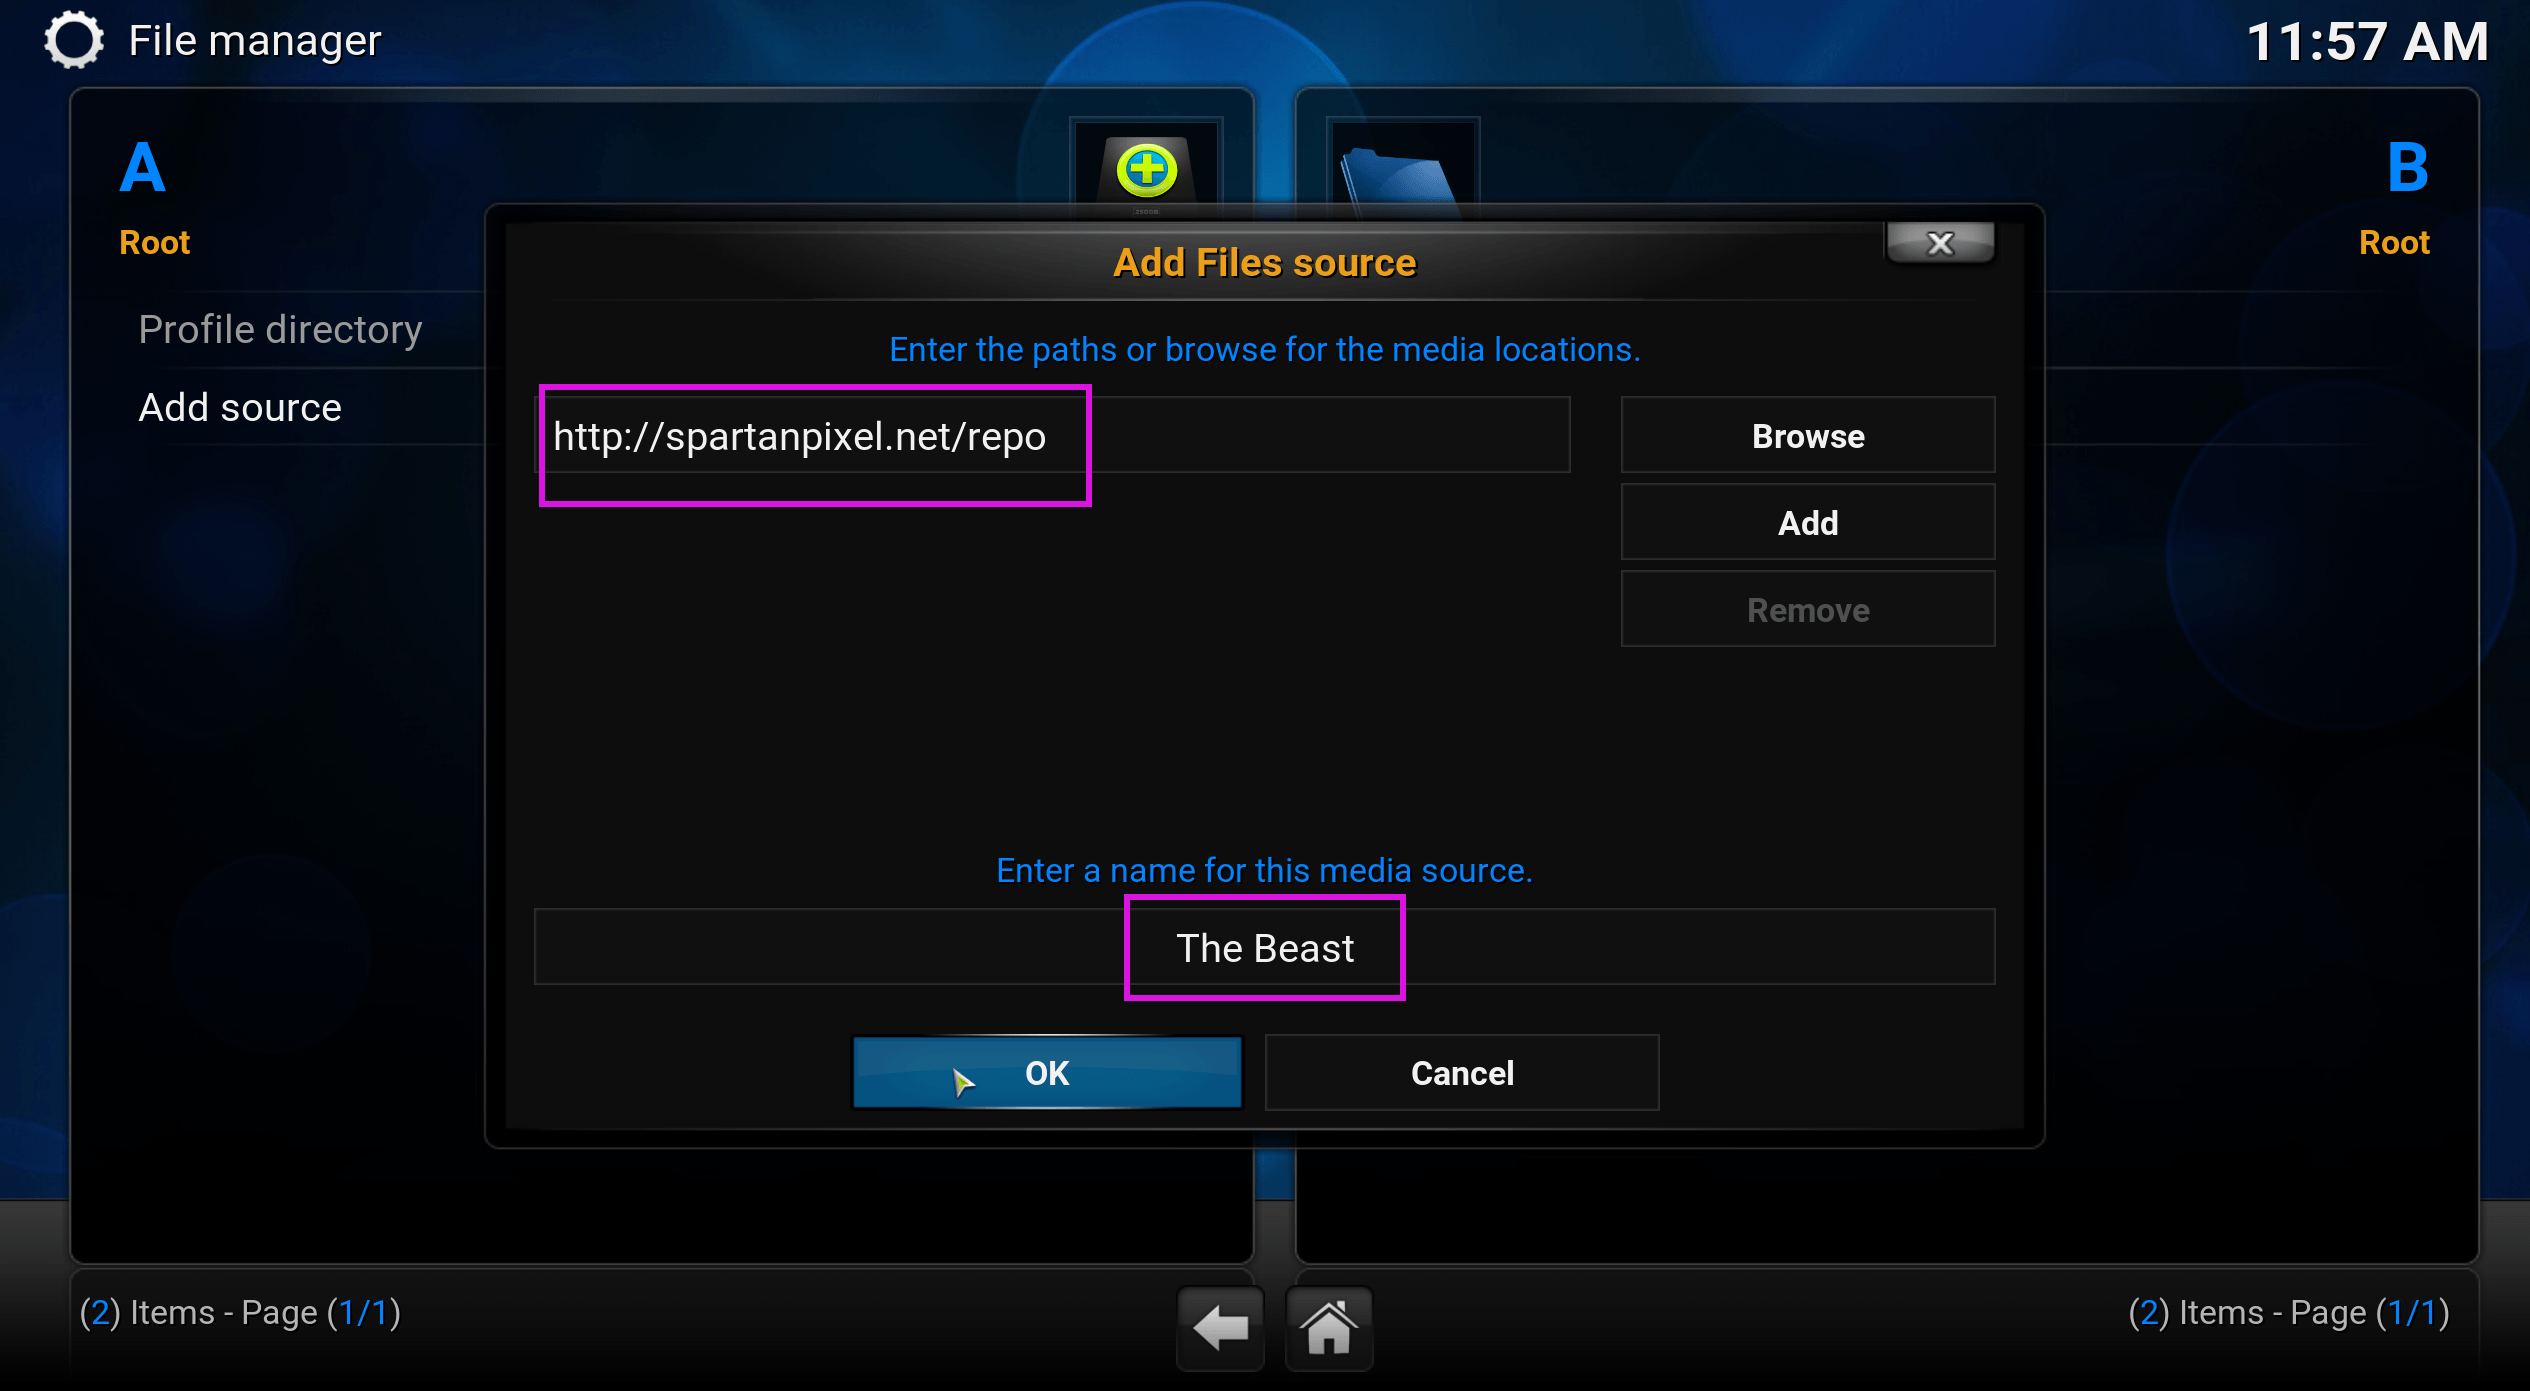 File manager
11:57 AM
A
B
Root
Root
Add Files source
Profile directory
Enter the paths or browse for the media locations.
Add source
http://spartanpixel.net/repo
Browse
Add
Remove
Enter a name for this media source.
The Beast
OK
Cancel
(2) Items - Page (1/1)
(2) Items - Page (1/1)